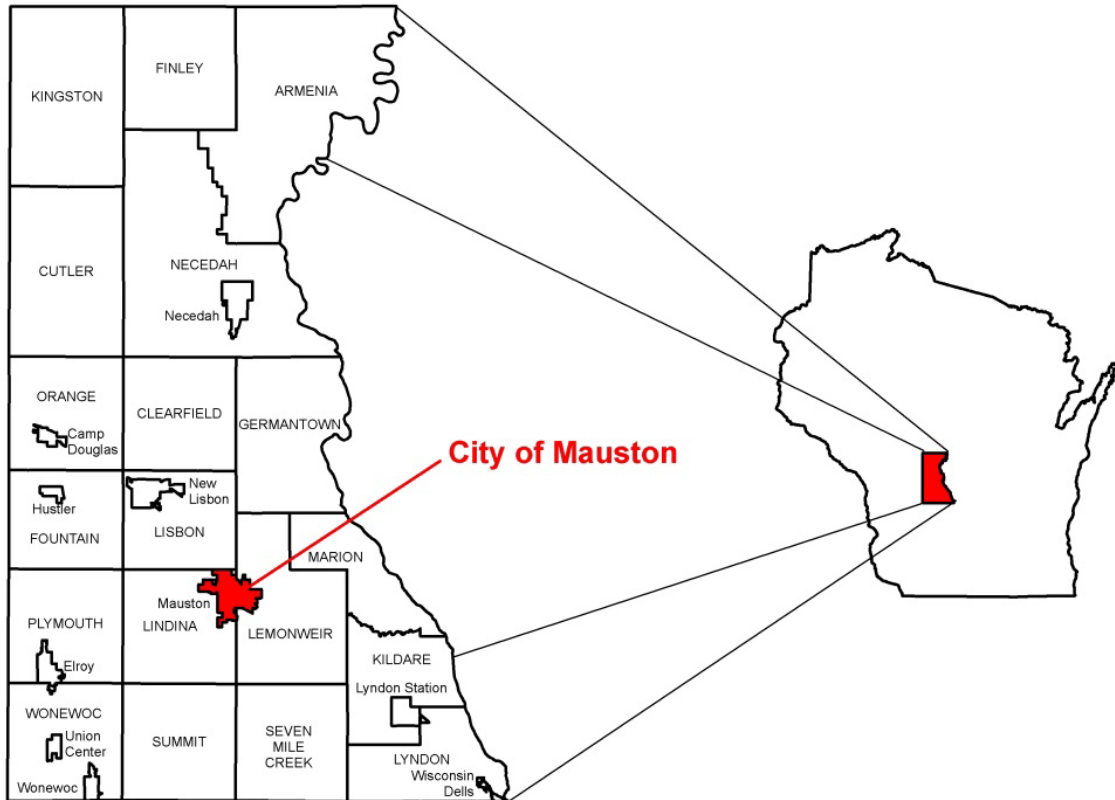 FINLEY
KINGSTON
ARMENIA
CUTLER
NECEDAH
Necedah
ORANGE
CLEARFIELD
GERMANTOWN
Camp
Douglas
City of Mauston
New
Lisbon
Hustler
FOUNTAIN
LISBON
MARION
Mauston
PLYMOUTH
LINDINA
LEMONWEIR
Elroy
KILDARE
Lyndon Station
WONEWOC
Union
Center
SUMMIT
SEVEN
MILE
CREEK
LYNDON
Wisconsin
Dells
Wonewoc